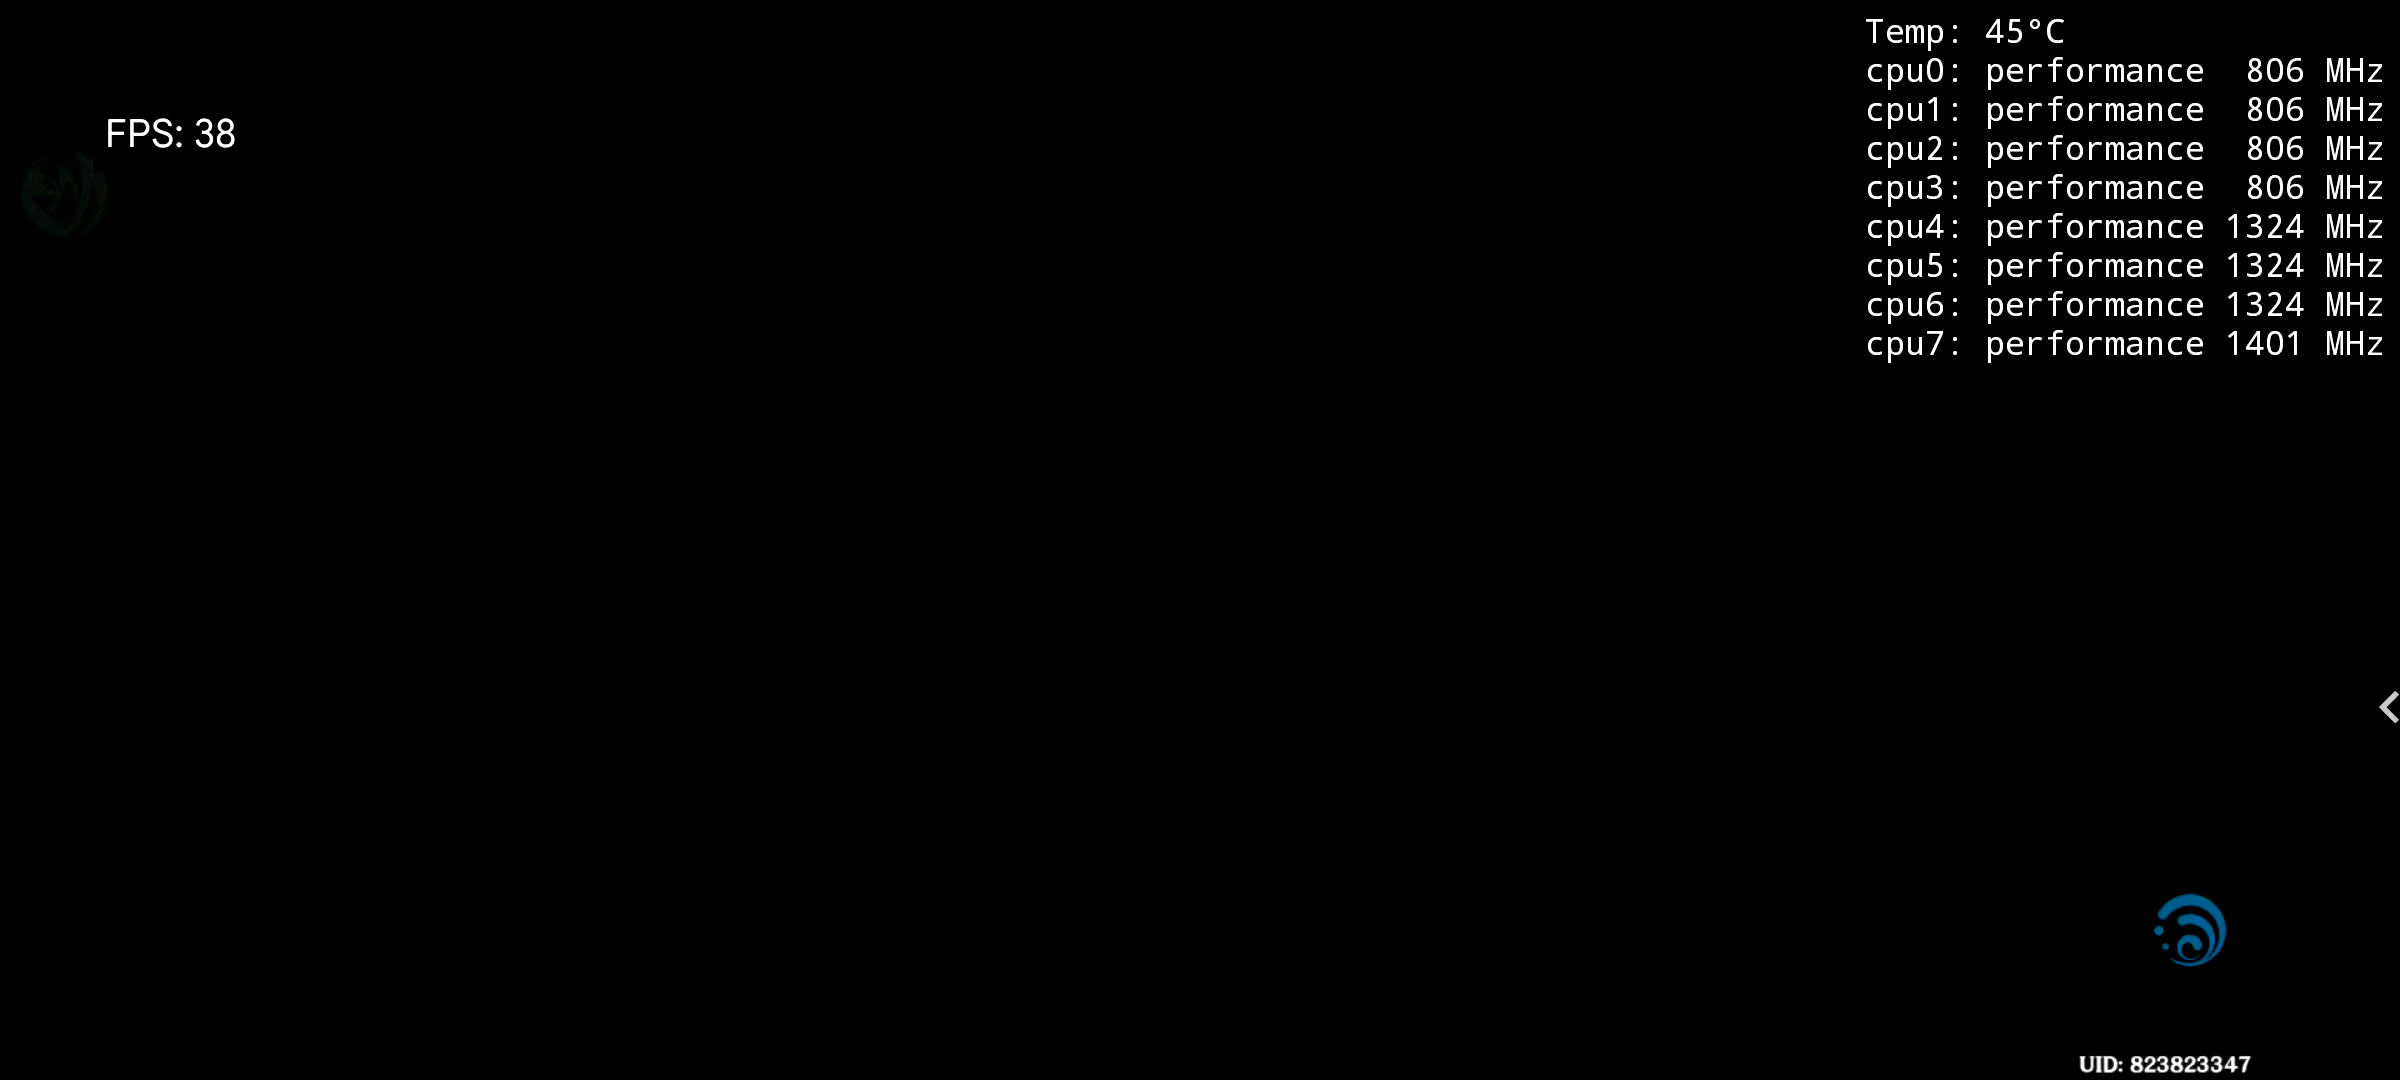 Temp: 45°C
cpu0: performance 806 MHz
cpu1: performance 806 MHz
cpu2: performance 806 MHz
cpu3: performance 806 MHz
cpu4: performance 1324 MHz
cpu5: performance 1324 MHz
cpu6: performance 1324 MHz
cpu7: performance 1401 MHz
FPS: 38
UID: 823823347